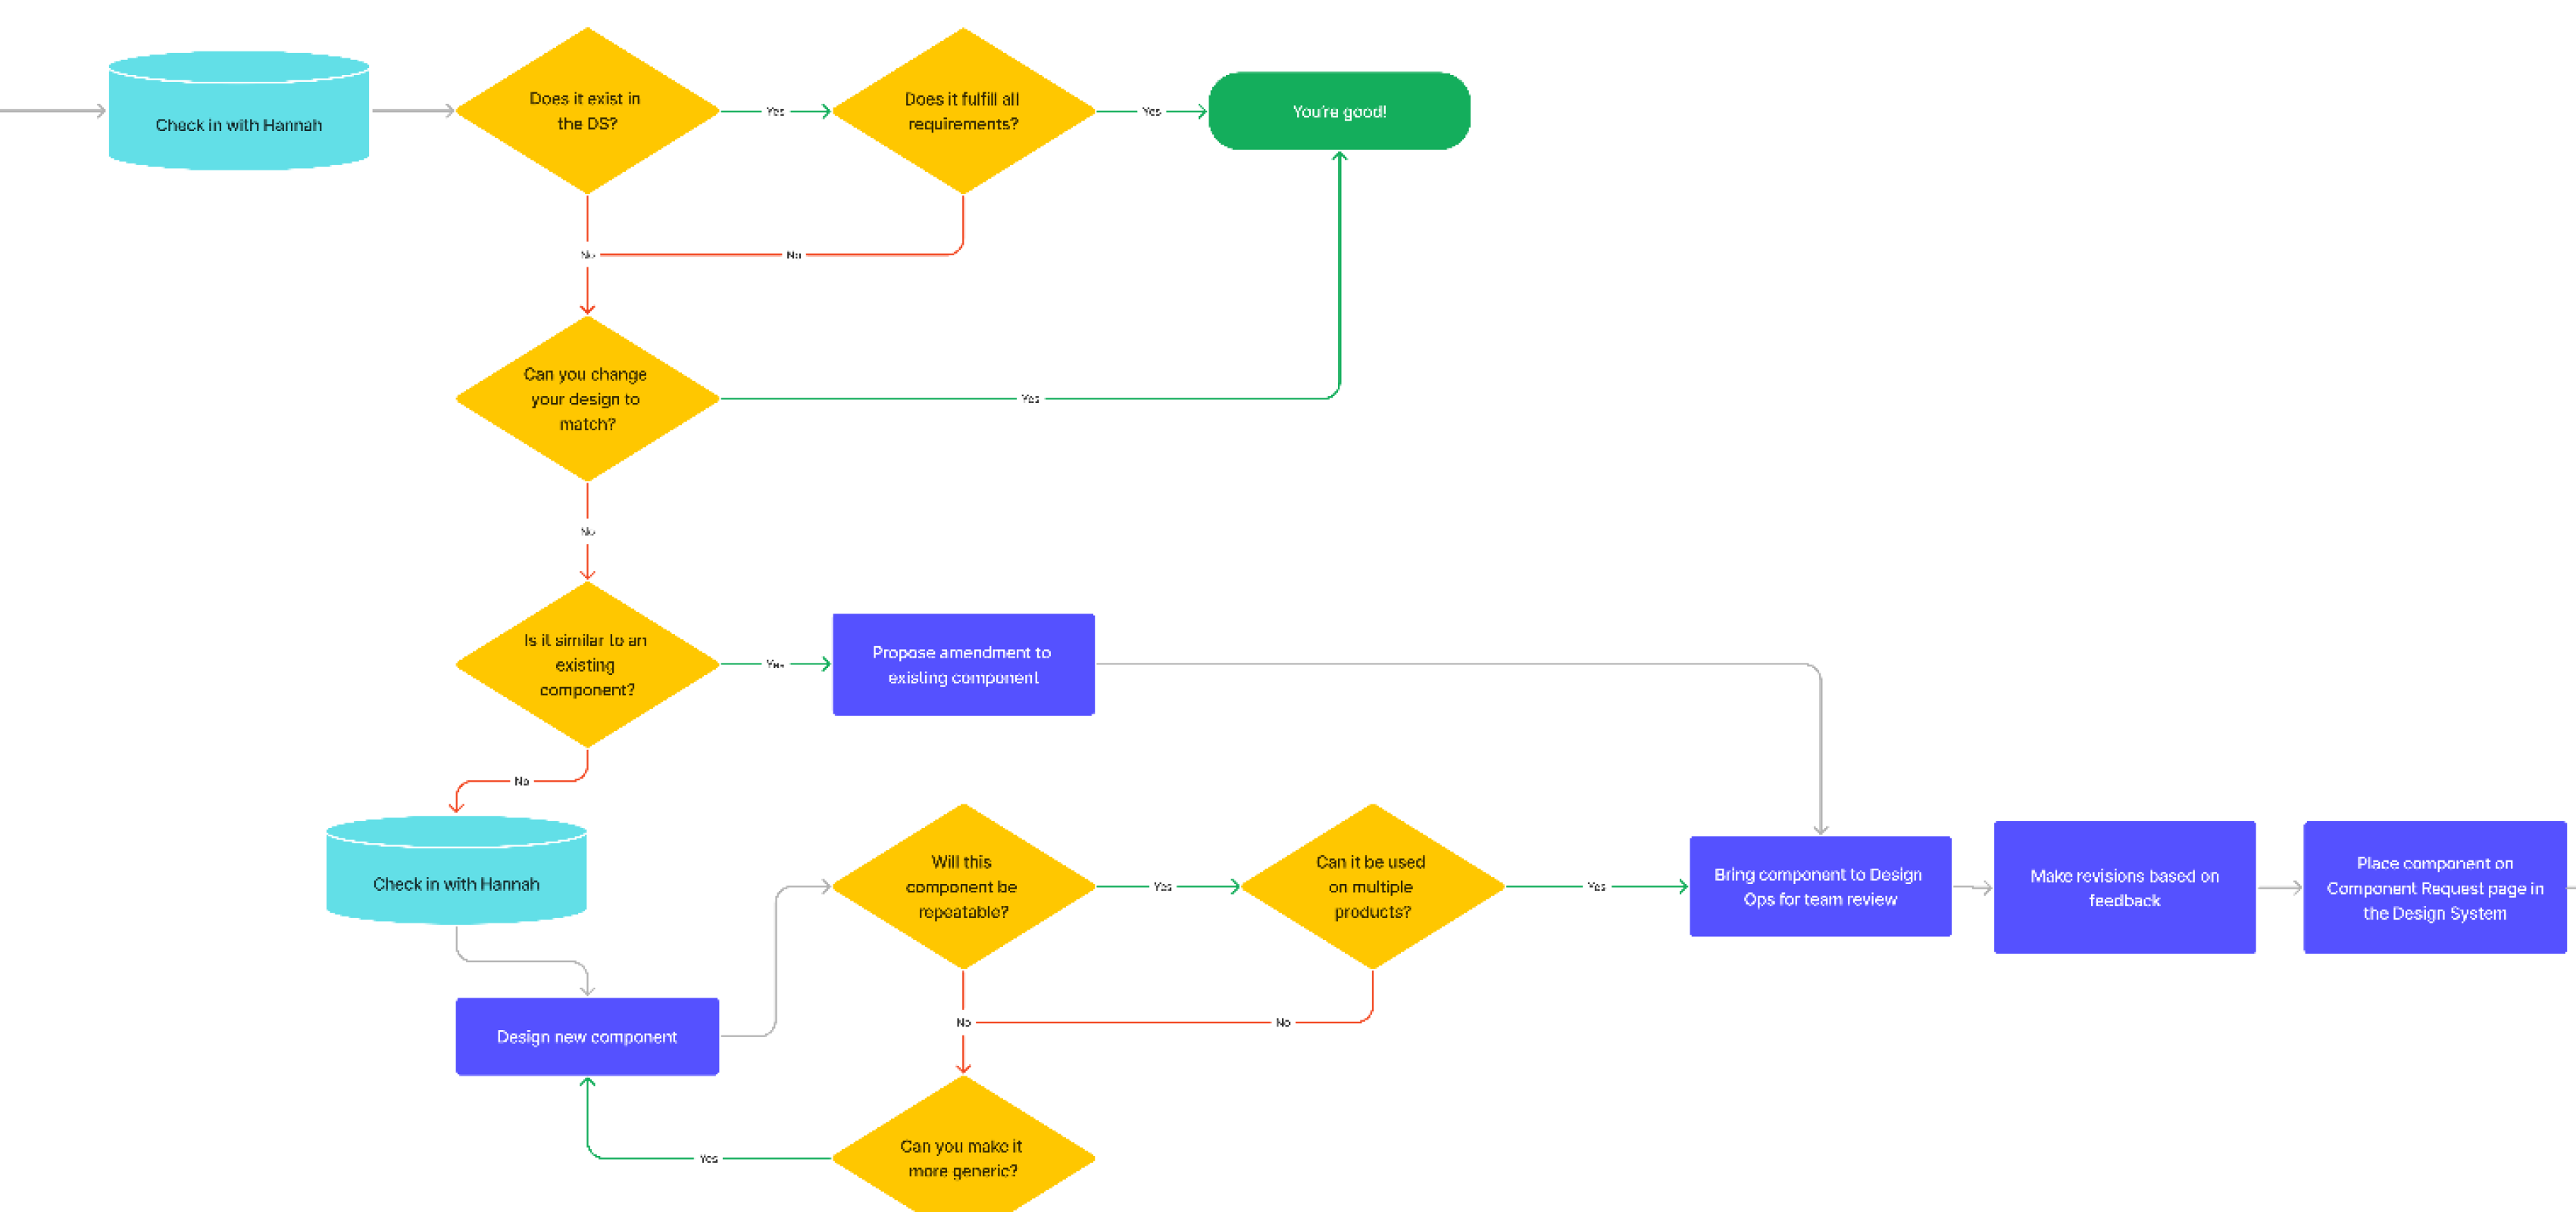 Check in with Hannah
Does it exist in
the DS?
Yes
Does it fulfill all
requirements?
Yes
You're good!
No
No
Can you change
your design to
match?
Yes
No
Is it similar to an
existing
component?
Yes
Propose amendment to
existing component
No
Check in with Hannah
Design new component
Will this
component be
repeatable?
Yes
Can it be used
on multiple
products?
Yes
Bring component to Design
Ops for team review
Make revisions based on
feedback
Place component on
Component Request page in
the Design System
No
No
Can you make it
more generic?
Yes